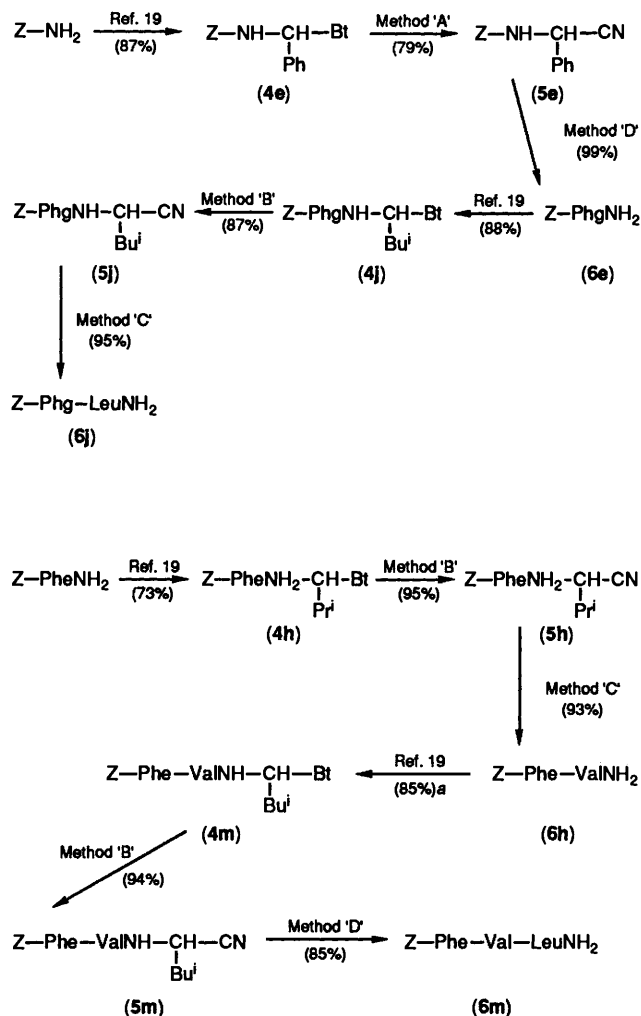 Z–NH₂ Ref. 19 (87%) Z–NH–CH–Bt Method 'A' (79%) Z–NH–CH–CN
Ph Ph
(4e) (5e)
Method 'D'
(99%)
Z–PhgNH–CH–CN Method 'B' (87%) Z–PhgNH–CH–Bt Ref. 19 (88%) Z–PhgNH₂
Buⁱ Buⁱ
(5j) (4j) (6e)
Method 'C'
(95%)
Z–Phg–LeuNH₂
(6j)
Z–PheNH₂ Ref. 19 (73%) Z–PheNH₂–CH–Bt Method 'B' (95%) Z–PheNH₂–CH–CN
Prⁱ Prⁱ
(4h) (5h)
Method 'C'
(93%)
Z–Phe–ValNH–CH–Bt Ref. 19 (85%)a Z–Phe–ValNH₂
Buⁱ
(4m) (6h)
Method 'B'
(94%)
Z–Phe–ValNH–CH–CN Method 'D' (85%) Z–Phe–Val–LeuNH₂
Buⁱ
(5m) (6m)